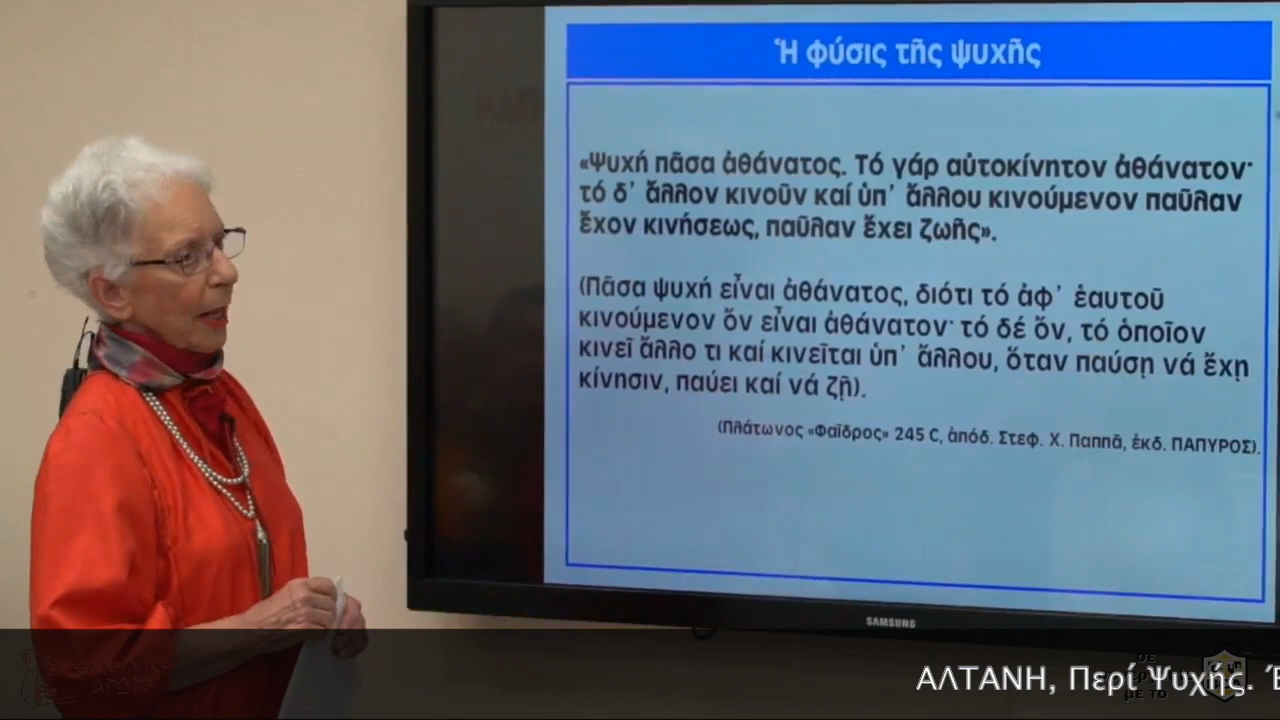 Ἡ φύσις τῆς ψυχῆς
«Ψυχή πᾶσα ἀθάνατος. Τό γάρ αὐτοκίνητον ἀθάνατον·
τό δ᾽ ἄλλον κινοῦν καί ὑπ᾽ ἄλλου κινούμενον παῦλαν
ἔχον κινήσεως, παῦλαν ἔχει ζωῆς».
(Πᾶσα ψυχή εἶναι ἀθάνατος, διότι τό ἀφ᾽ ἑαυτοῦ
κινούμενον ὄν εἶναι ἀθάνατον· τό δέ ὄν, τό ὁποῖον
κινεῖ ἄλλο τι καί κινεῖται ὑπ᾽ ἄλλου, ὅταν παύσῃ νά ἔχῃ
κίνησιν, παύει καί νά ζῇ).
(Πλάτωνος «Φαῖδρος» 245 C, ἀπόδ. Στεφ. Χ. Παππᾶ, ἐκδ. ΠΑΠΥΡΟΣ).
SAMSUNG
ΕΛΛΗΝΙΚΗ
ΑΓΩΓΗ
ΑΛΤΑΝΗ, Περί Ψυχής.